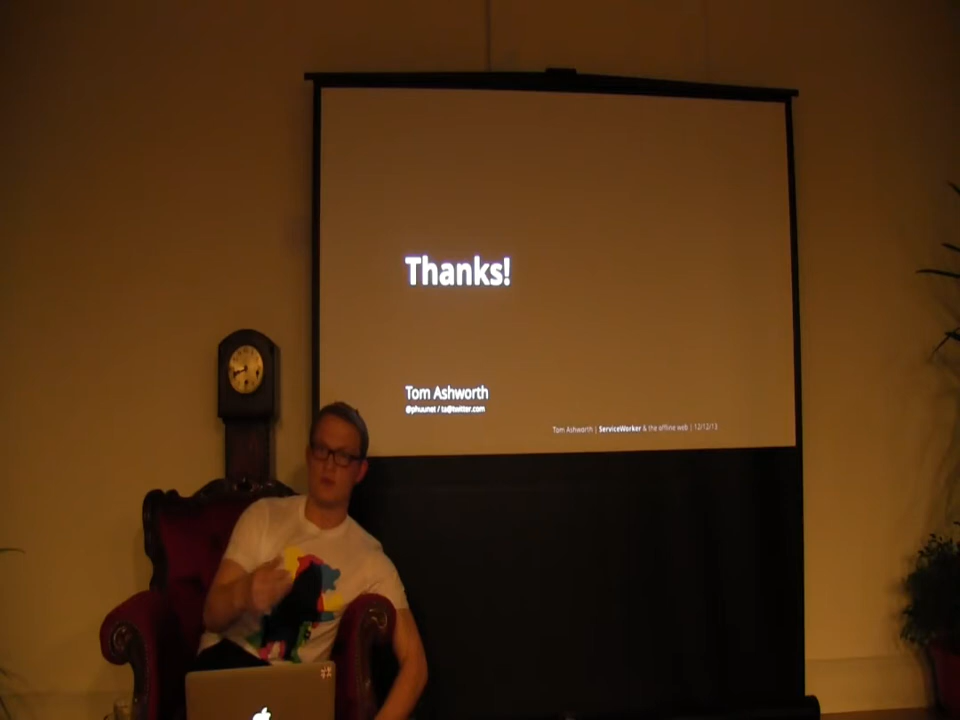 Thanks!
Tom Ashworth
@phuunet / ta@twitter.com
Tom Ashworth | ServiceWorker & the offline web | 12/12/13